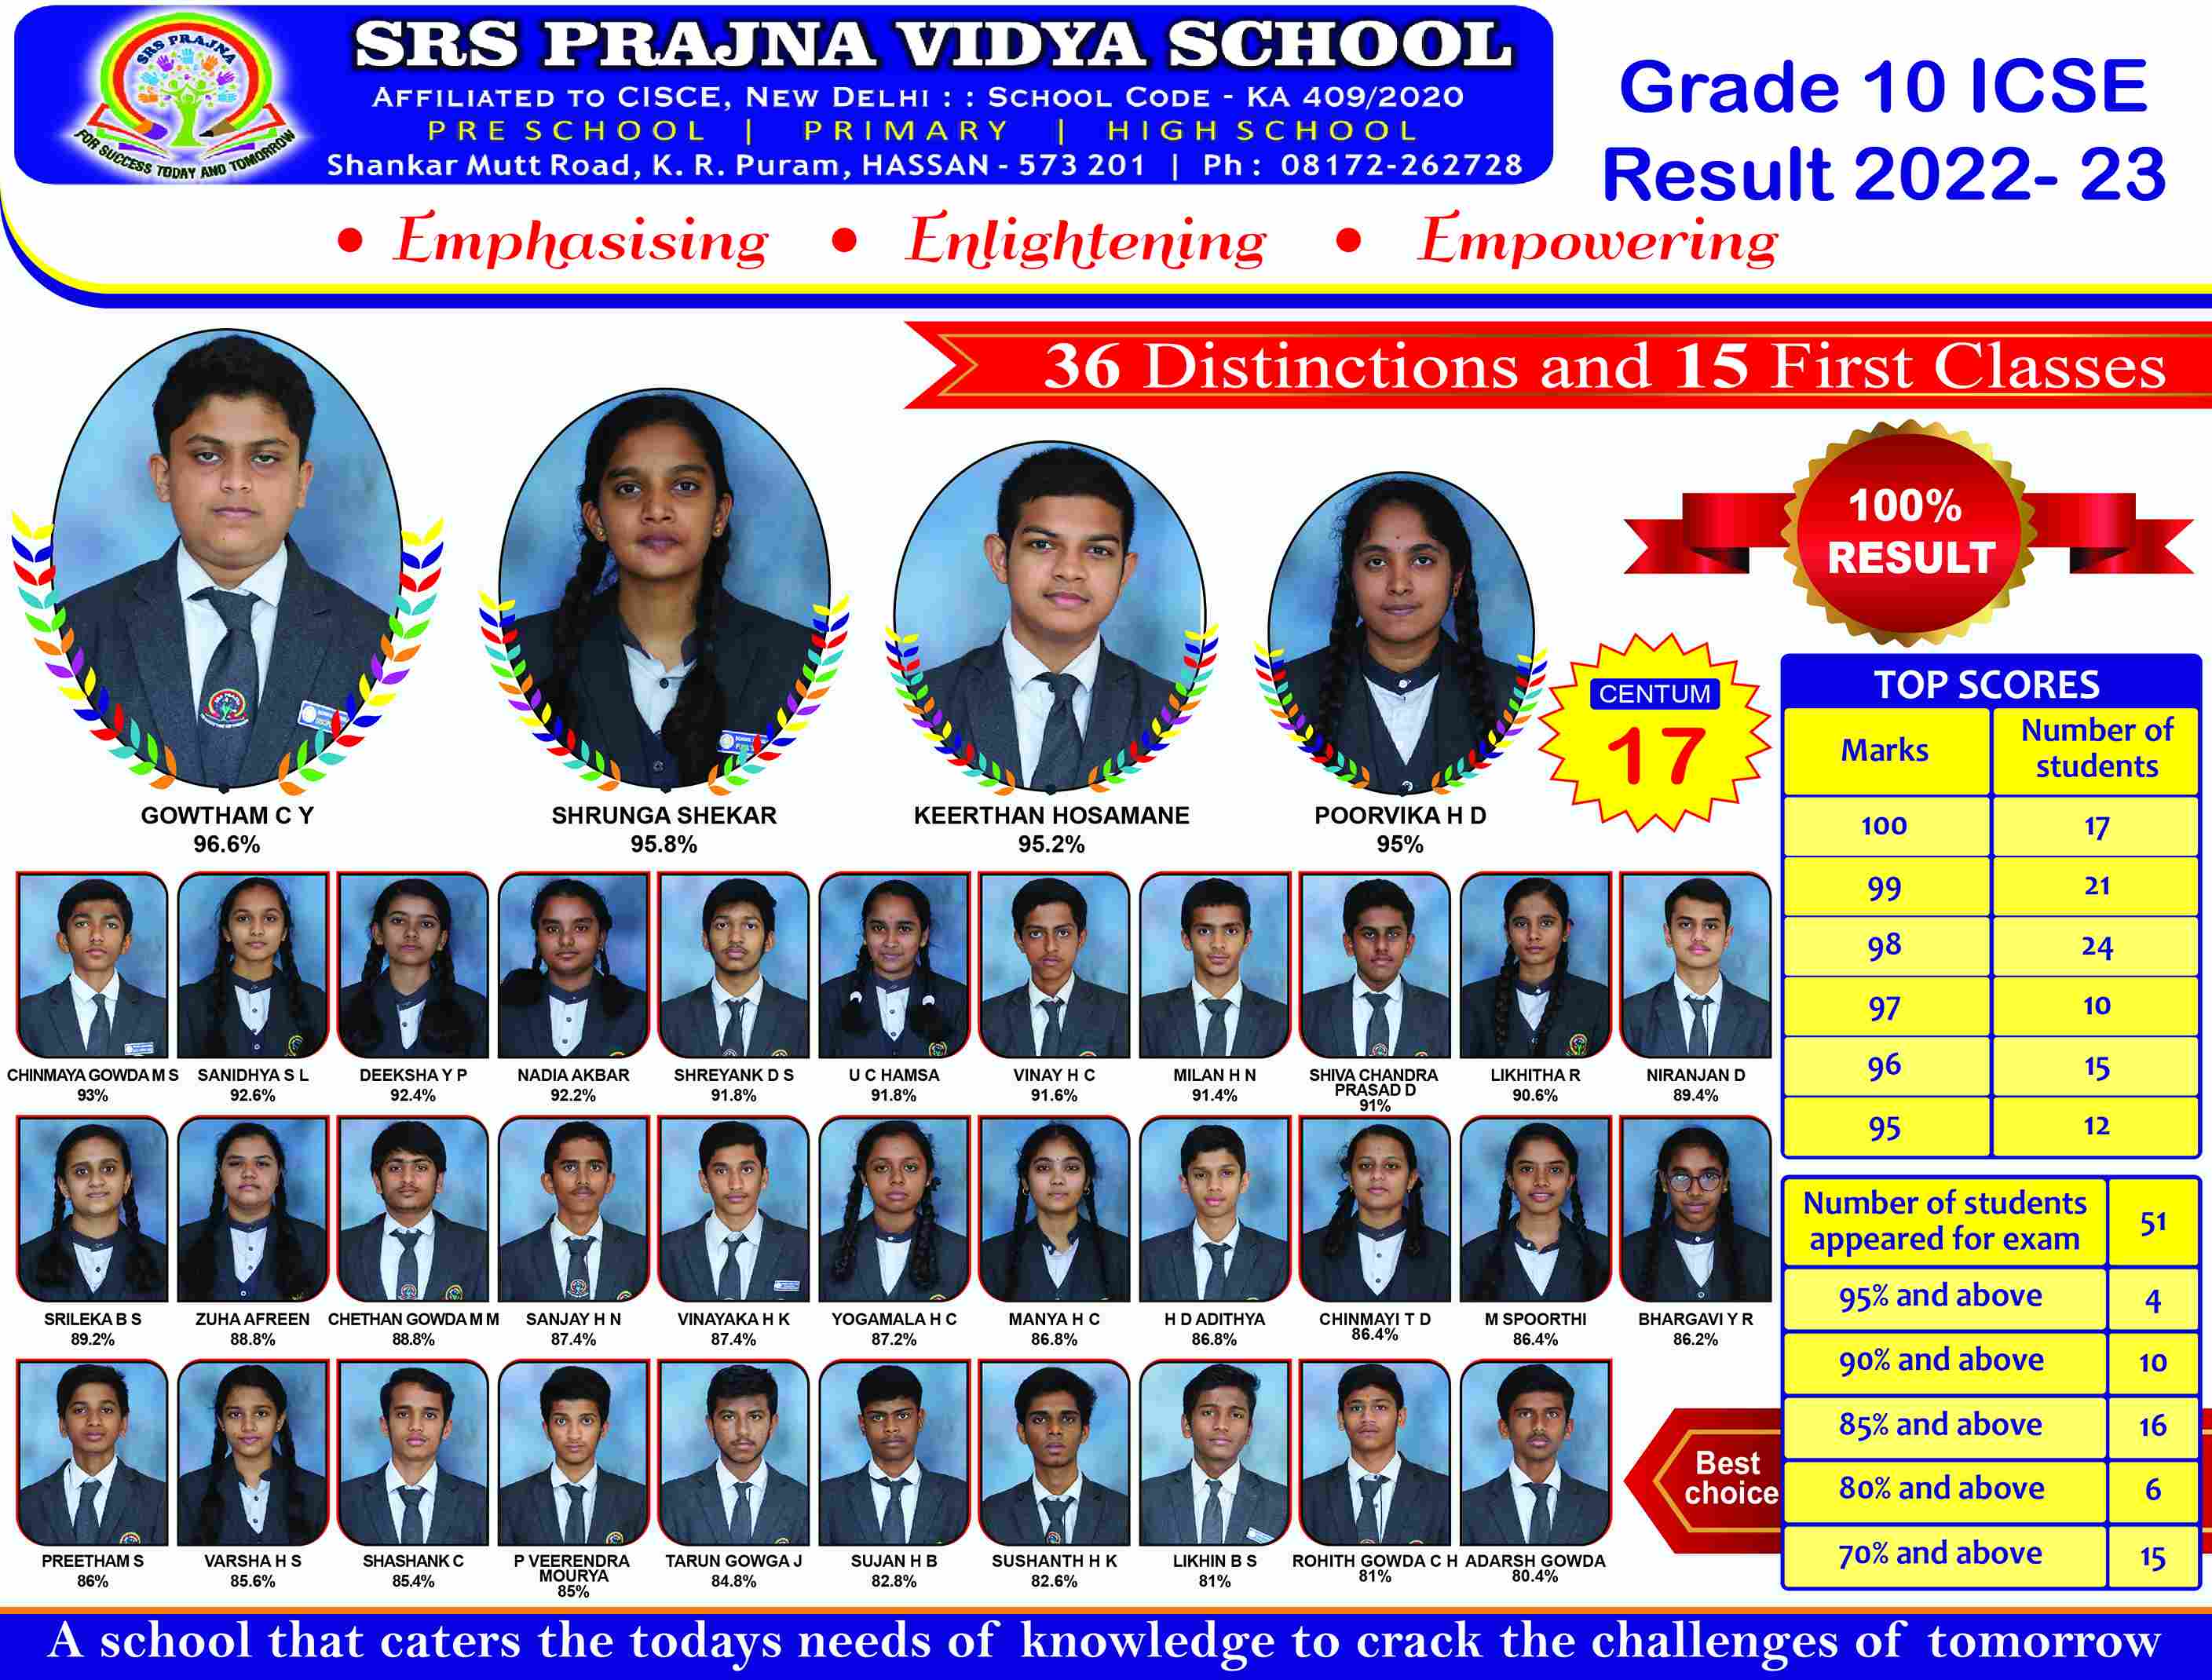 SRS PRAJNA
FOR SUCCESS TODAY AND TOMORROW
SRS PRAJNA VIDYA SCHOOL
AFFILIATED TO CISCE, NEW DELHI : : SCHOOL CODE - KA 409/2020
PRE SCHOOL | PRIMARY | HIGH SCHOOL
Shankar Mutt Road, K. R. Puram, HASSAN - 573 201 | Ph : 08172-262728
Grade 10 ICSE
Result 2022- 23
• Emphasising • Enlightening • Empowering
36 Distinctions and 15 First Classes
100%
RESULT
CENTUM
17
GOWTHAM C Y
96.6%
SHRUNGA SHEKAR
95.8%
KEERTHAN HOSAMANE
95.2%
POORVIKA H D
95%
CHINMAYA GOWDA M S
93%
SANIDHYA S L
92.6%
DEEKSHA Y P
92.4%
NADIA AKBAR
92.2%
SHREYANK D S
91.8%
U C HAMSA
91.8%
VINAY H C
91.6%
MILAN H N
91.4%
SHIVA CHANDRA
PRASAD D
91%
LIKHITHA R
90.6%
NIRANJAN D
89.4%
SRILEKA B S
89.2%
ZUHA AFREEN
88.8%
CHETHAN GOWDA M M
88.8%
SANJAY H N
87.4%
VINAYAKA H K
87.4%
YOGAMALA H C
87.2%
MANYA H C
86.8%
H D ADITHYA
86.8%
CHINMAYI T D
86.4%
M SPOORTHI
86.4%
BHARGAVI Y R
86.2%
PREETHAM S
86%
VARSHA H S
85.6%
SHASHANK C
85.4%
P VEERENDRA
MOURYA
85%
TARUN GOWGA J
84.8%
SUJAN H B
82.8%
SUSHANTH H K
82.6%
LIKHIN B S
81%
ROHITH GOWDA C H
81%
ADARSH GOWDA
80.4%
TOP SCORES
Marks Number of
students
100 17
99 21
98 24
97 10
96 15
95 12
Number of students
appeared for exam 51
95% and above 4
90% and above 10
85% and above 16
80% and above 6
70% and above 15
Best
choice
A school that caters the todays needs of knowledge to crack the challenges of tomorrow